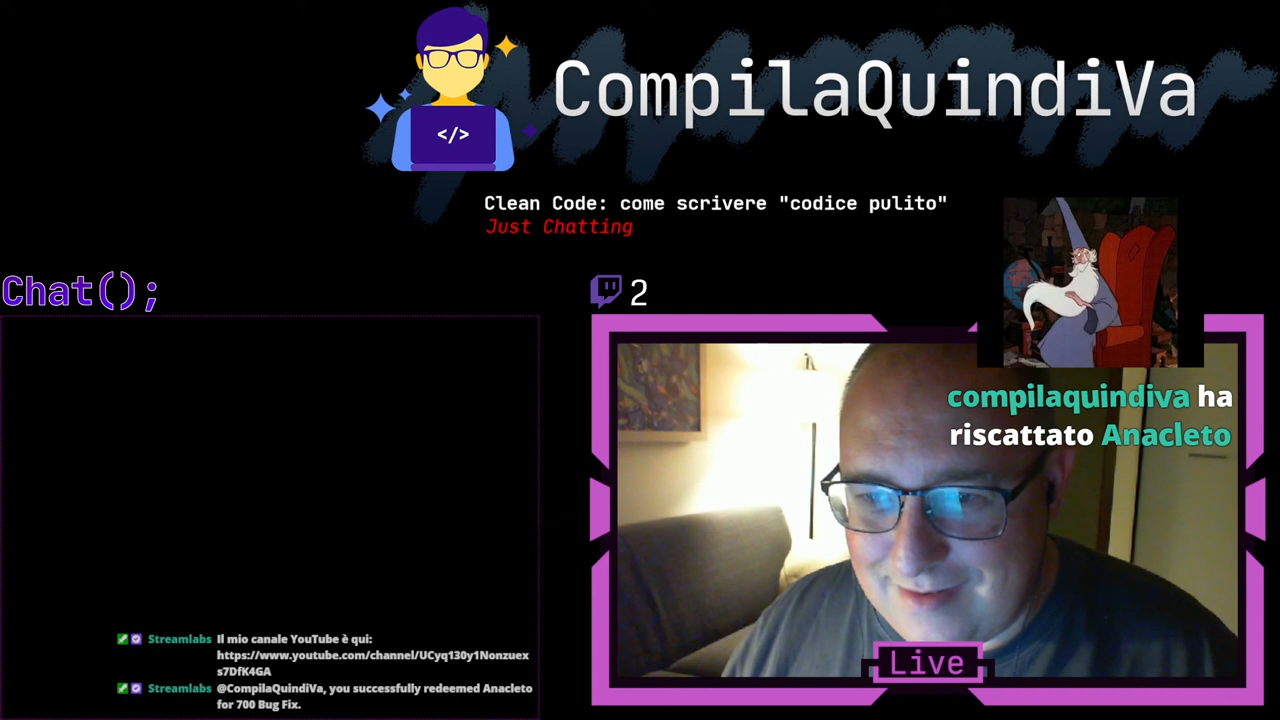 </>
CompilaQuindiVa
Clean Code: come scrivere "codice pulito"
Just Chatting
Chat();
2
compilaquindiva ha
riscattato Anacleto
Streamlabs Il mio canale YouTube è qui:
https://www.youtube.com/channel/UCyq130y1Nonzuex
s7DfK4GA
Streamlabs @CompilaQuindiVa, you successfully redeemed Anacleto
for 700 Bug Fix.
Live